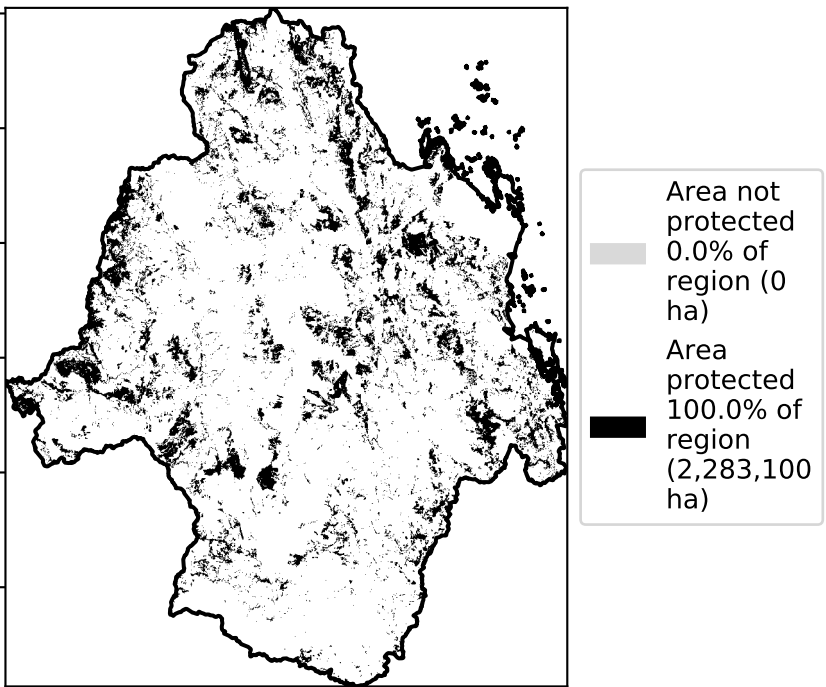 Area not
protected
0.0% of
region (0
ha)
Area
protected
100.0% of
region
(2,283,100
ha)